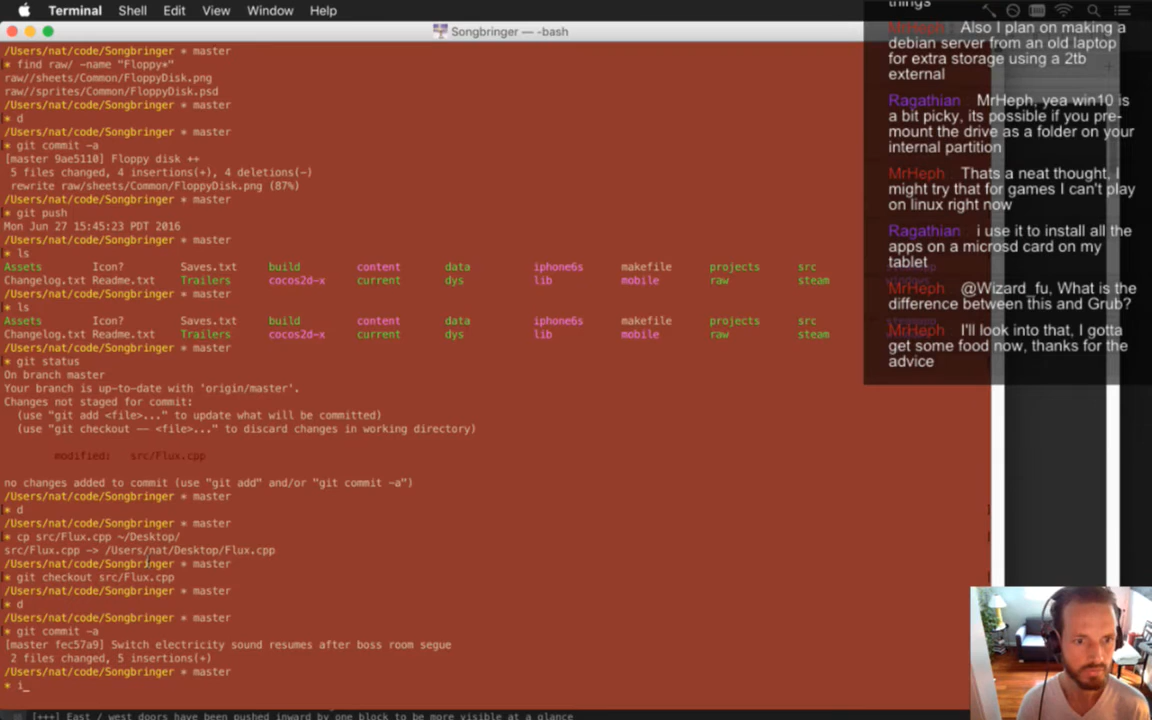 Terminal Shell Edit View Window Help
Songbringer — -bash
/Users/nat/code/Songbringer * master
* find raw/ -name "Floppy*"
raw//sheets/Common/FloppyDisk.png
raw//sprites/Common/FloppyDisk.psd
/Users/nat/code/Songbringer * master
* d
/Users/nat/code/Songbringer * master
* git commit -a
[master 9ae5110] Floppy disk ++
5 files changed, 4 insertions(+), 4 deletions(-)
rewrite raw/sheets/Common/FloppyDisk.png (87%)
/Users/nat/code/Songbringer * master
* git push
Mon Jun 27 15:45:23 PDT 2016
/Users/nat/code/Songbringer * master
* ls
Assets Icon? Saves.txt build content data iphone6s makefile projects src
Changelog.txt Readme.txt Trailers cocos2d-x current dys lib mobile raw steam
/Users/nat/code/Songbringer * master
* ls
Assets Icon? Saves.txt build content data iphone6s makefile projects src
Changelog.txt Readme.txt Trailers cocos2d-x current dys lib mobile raw steam
/Users/nat/code/Songbringer * master
* git status
On branch master
Your branch is up-to-date with 'origin/master'.
Changes not staged for commit:
(use "git add <file>..." to update what will be committed)
(use "git checkout -- <file>..." to discard changes in working directory)
modified: src/Flux.cpp
no changes added to commit (use "git add" and/or "git commit -a")
/Users/nat/code/Songbringer * master
* d
/Users/nat/code/Songbringer * master
* cp src/Flux.cpp ~/Desktop/
src/Flux.cpp -> /Users/nat/Desktop/Flux.cpp
/Users/nat/code/Songbringer * master
* git checkout src/Flux.cpp
/Users/nat/code/Songbringer * master
* d
/Users/nat/code/Songbringer * master
* git commit -a
[master fec57a9] Switch electricity sound resumes after boss room segue
2 files changed, 5 insertions(+)
/Users/nat/code/Songbringer * master
* i_
[+++] East / west doors have been pushed inward by one block to be more visible at a glance
things
MrHeph Also I plan on making a
debian server from an old laptop
for extra storage using a 2tb
external
Ragathian MrHeph, yea win10 is
a bit picky, its possible if you pre-
mount the drive as a folder on your
internal partition
MrHeph Thats a neat thought, I
might try that for games I can't play
on linux right now
Ragathian i use it to install all the
apps on a microsd card on my
tablet
MrHeph @Wizard_fu, What is the
difference between this and Grub?
MrHeph I'll look into that, I gotta
get some food now, thanks for the
advice